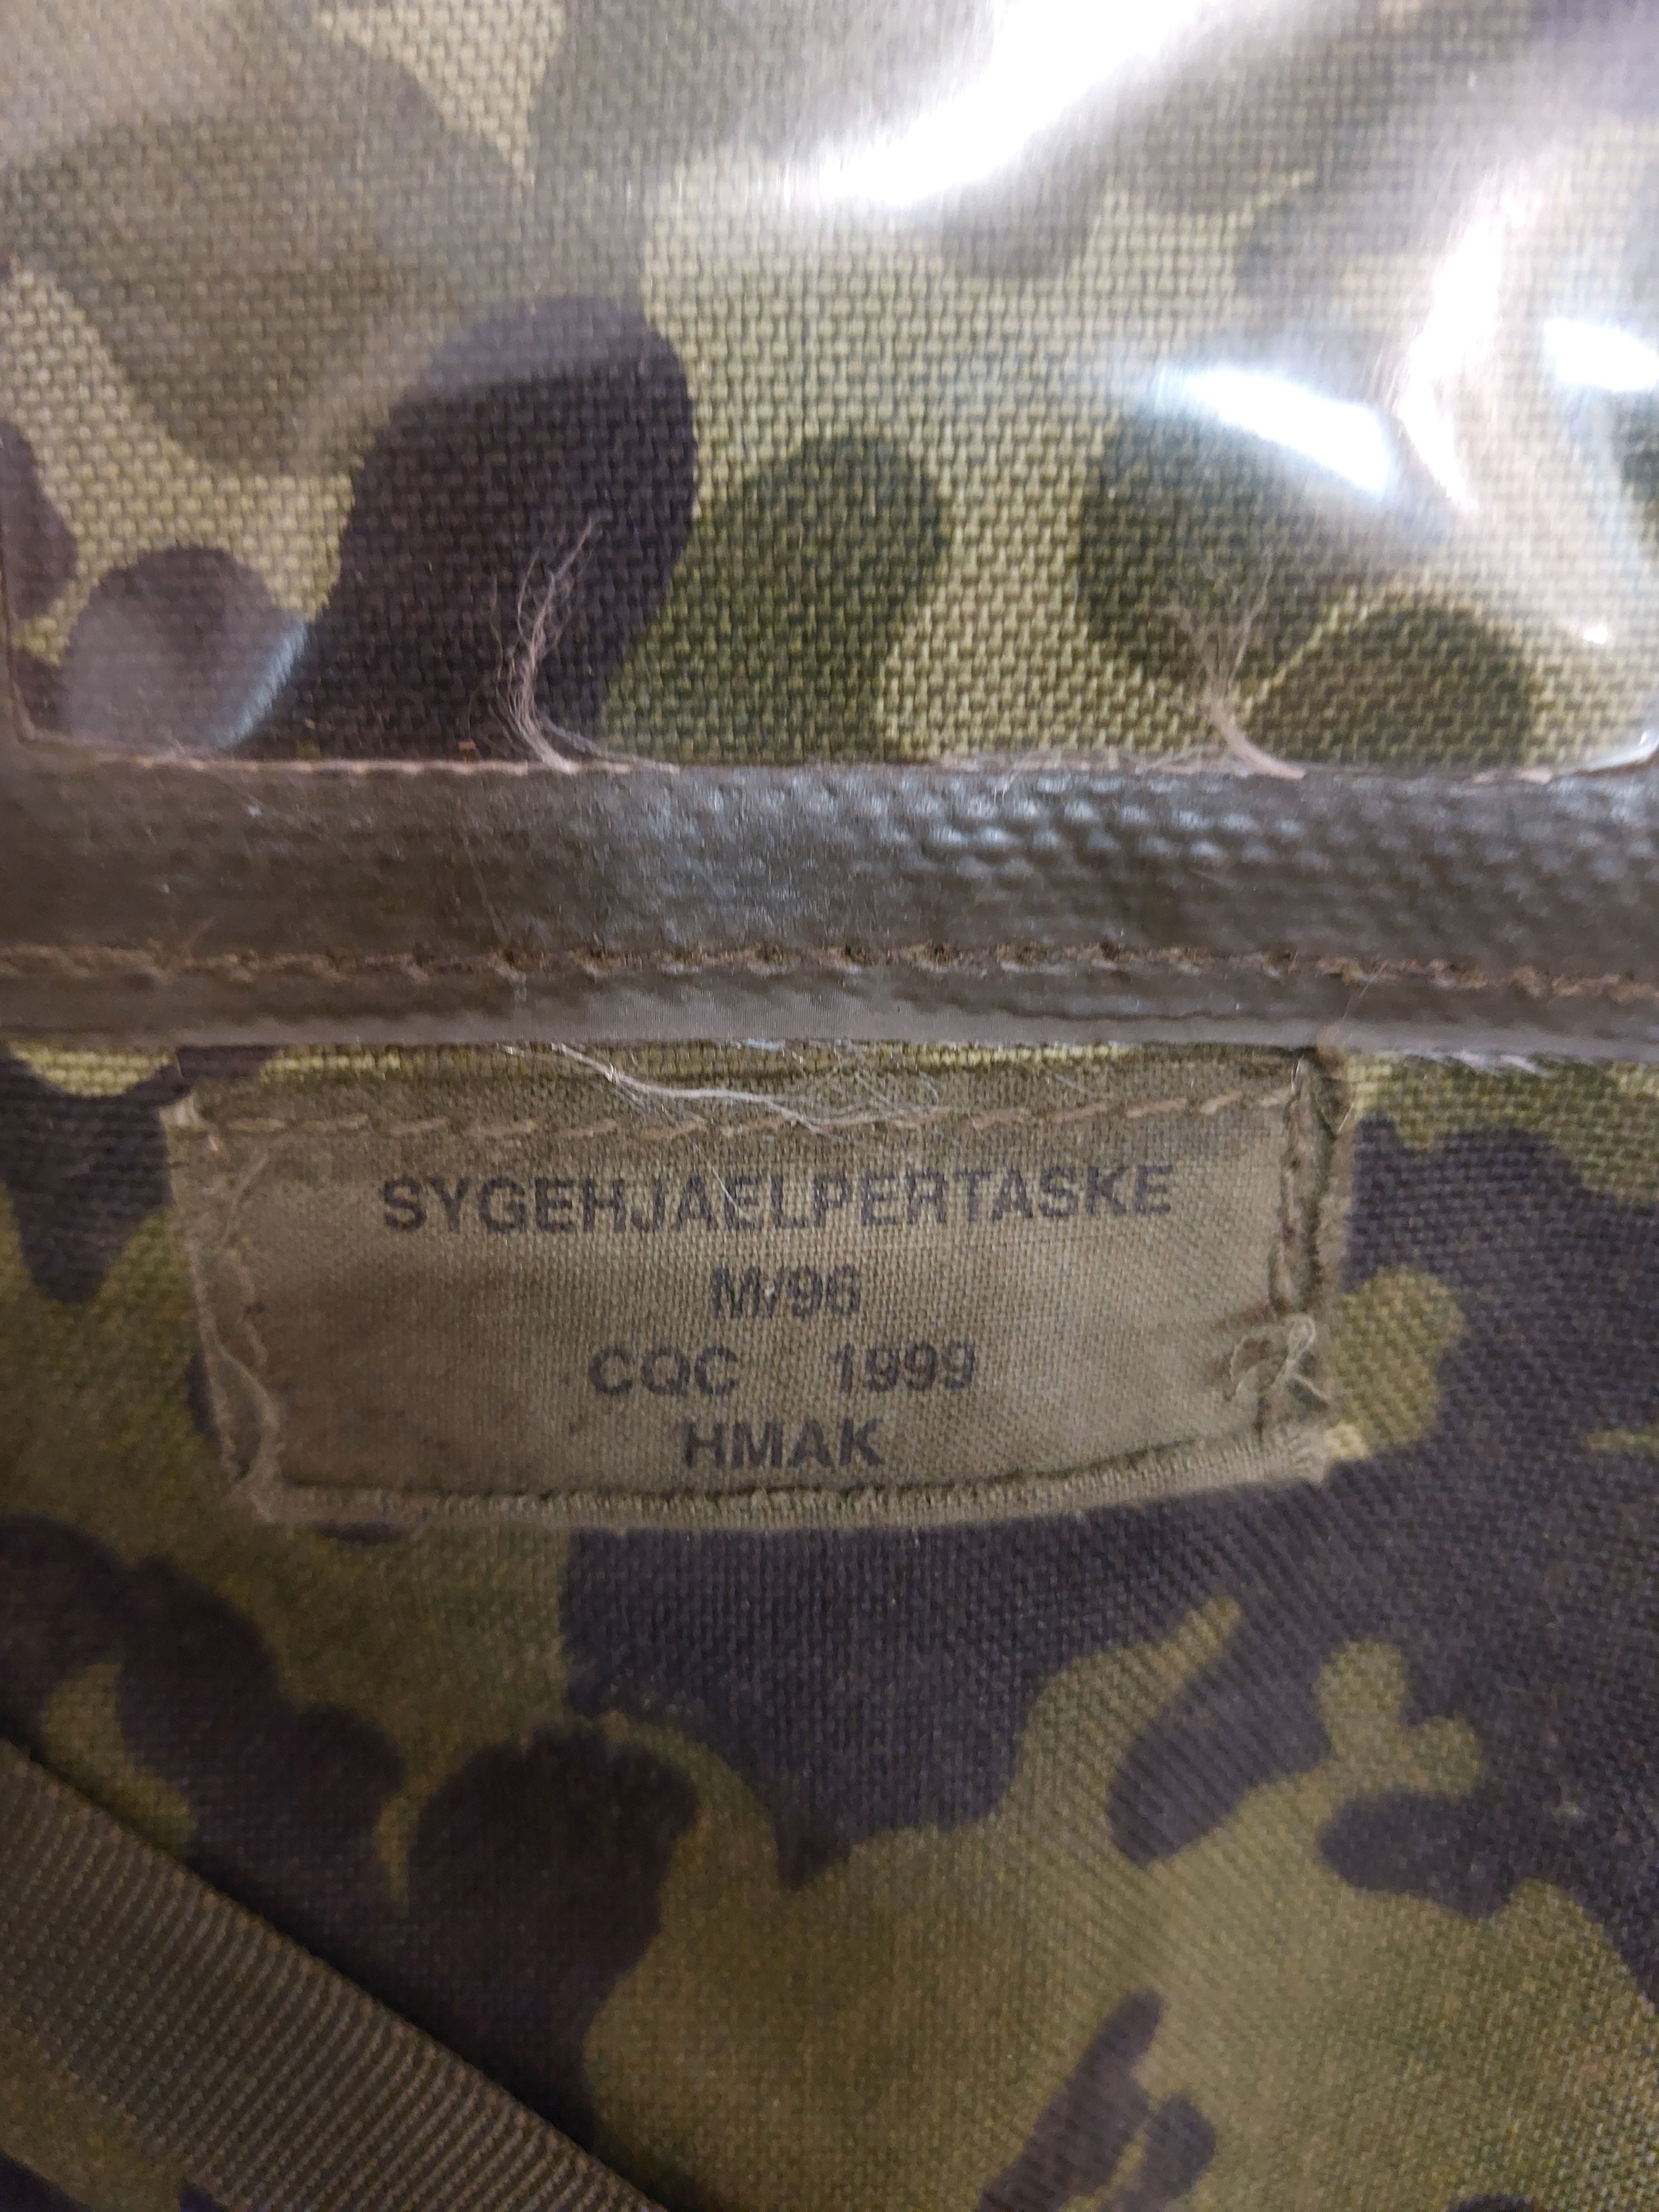 SYGEHJAELPERTASKE
M/96
CQC 1999
HMAK